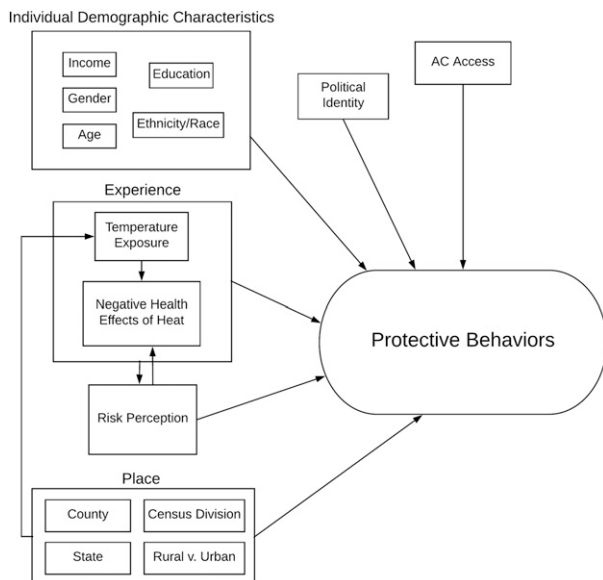 Individual Demographic Characteristics
Income
Education
Gender
Ethnicity/Race
Age
AC Access
Political
Identity
Experience
Temperature
Exposure
Negative Health
Effects of Heat
Protective Behaviors
Risk Perception
Place
County
Census Division
State
Rural v. Urban